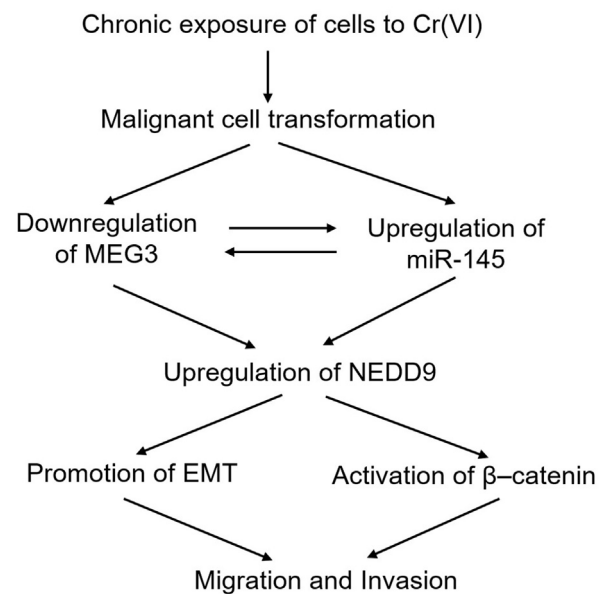 Chronic exposure of cells to Cr(VI)
Malignant cell transformation
Downregulation
of MEG3
Upregulation of
miR-145
Upregulation of NEDD9
Promotion of EMT
Activation of β–catenin
Migration and Invasion